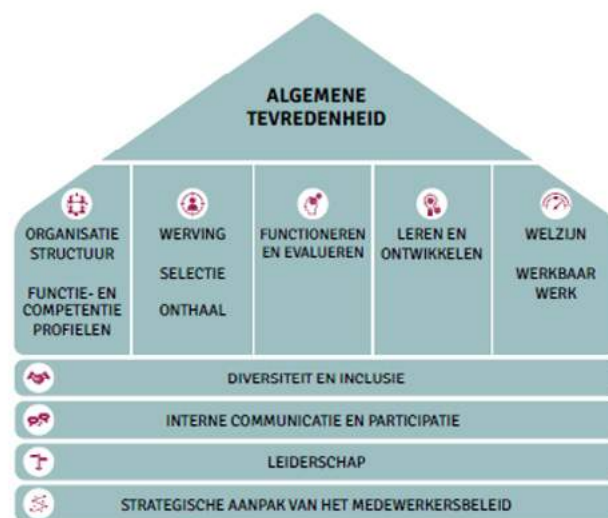 ALGEMENE
TEVREDENHEID
ORGANISATIE
STRUCTUUR
FUNCTIE- EN
COMPETENTIE
PROFIELEN
WERVING
SELECTIE
ONTHAAL
FUNCTIONEREN
EN EVALUEREN
LEREN EN
ONTWIKKELEN
WELZIJN
WERKBAAR
WERK
DIVERSITEIT EN INCLUSIE
INTERNE COMMUNICATIE EN PARTICIPATIE
LEIDERSCHAP
STRATEGISCHE AANPAK VAN HET MEDEWERKERSBELEID